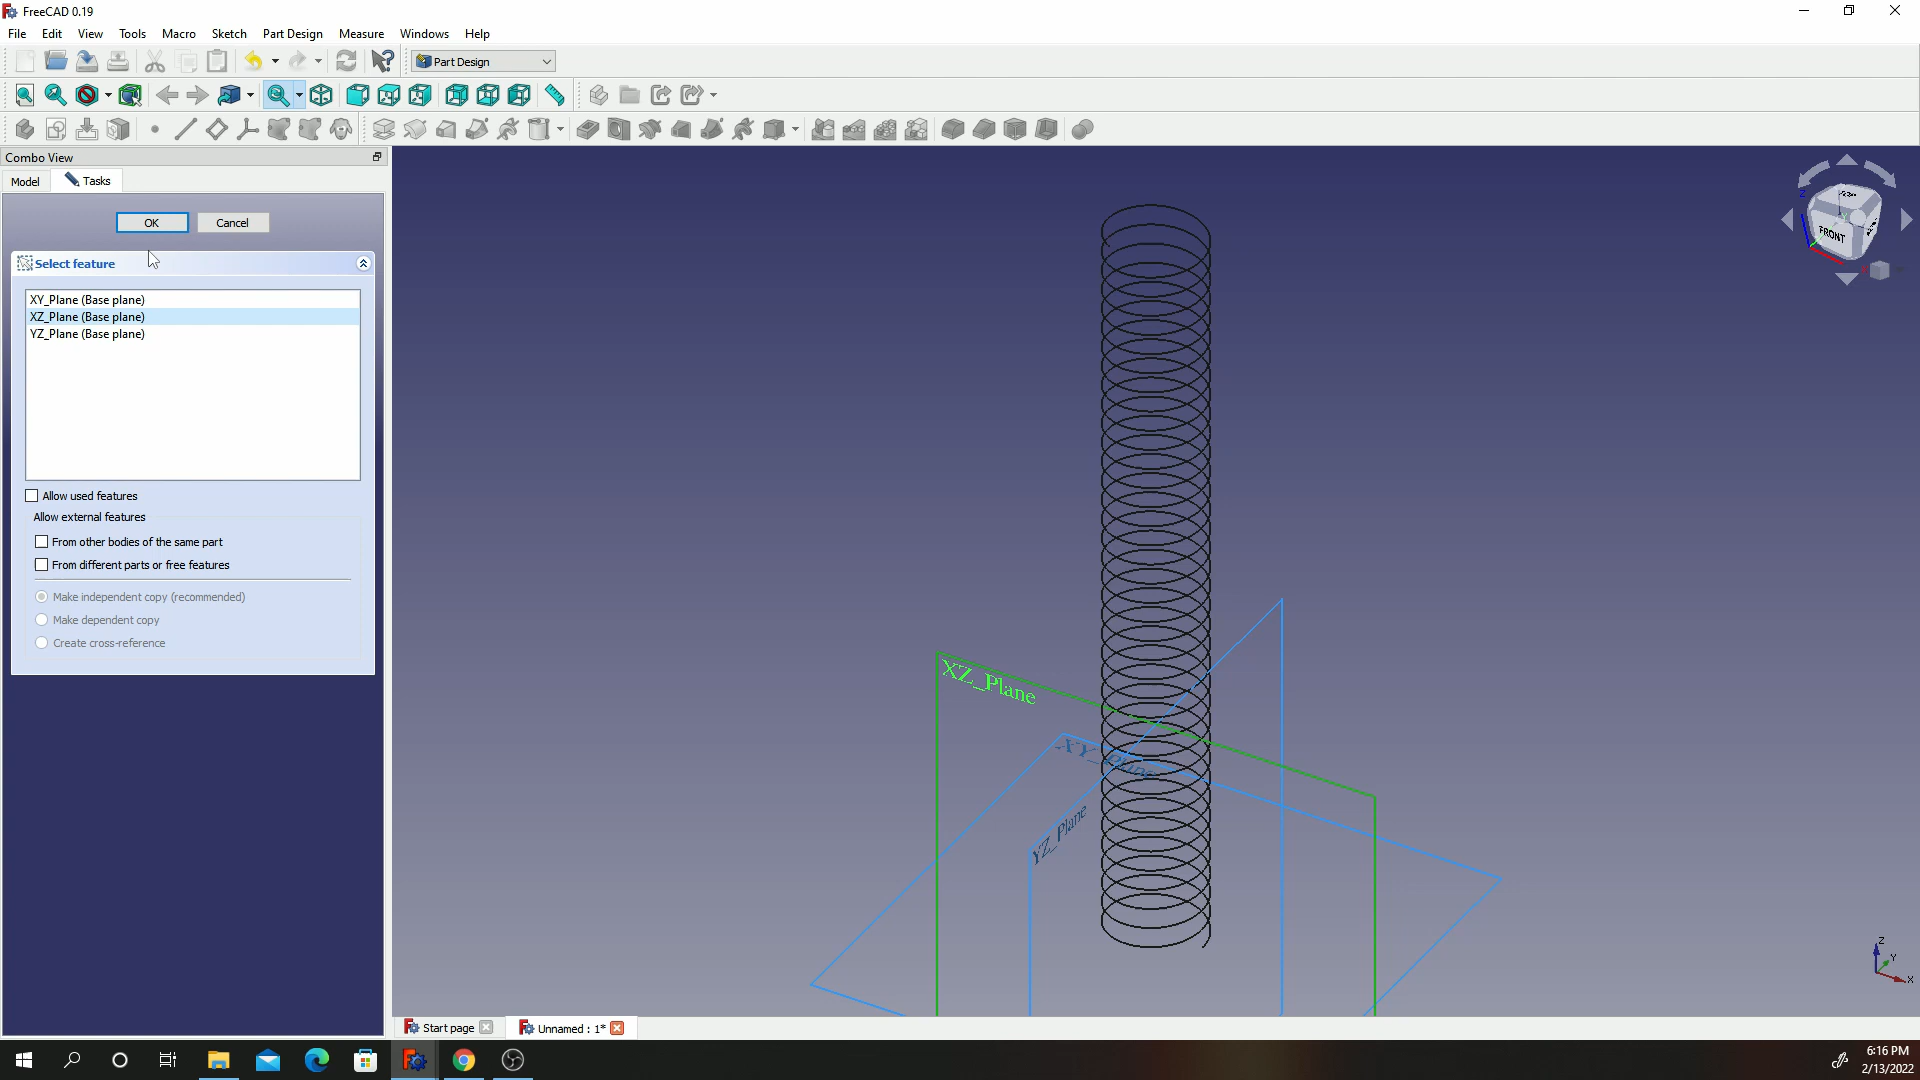 FreeCAD 0.19
File Edit View Tools Macro Sketch Part Design Measure Windows Help
Part Design
Combo View
Model Tasks
OK Cancel
Select feature
XY_Plane (Base plane)
XZ_Plane (Base plane)
YZ_Plane (Base plane)
Allow used features
Allow external features
From other bodies of the same part
From different parts or free features
Make independent copy (recommended)
Make dependent copy
Create cross-reference
XZ_Plane
XY_Plane
YZ_Plane
FRONT
Z
Z
Y
X
Start page Unnamed : 1*
6:16 PM
2/13/2022